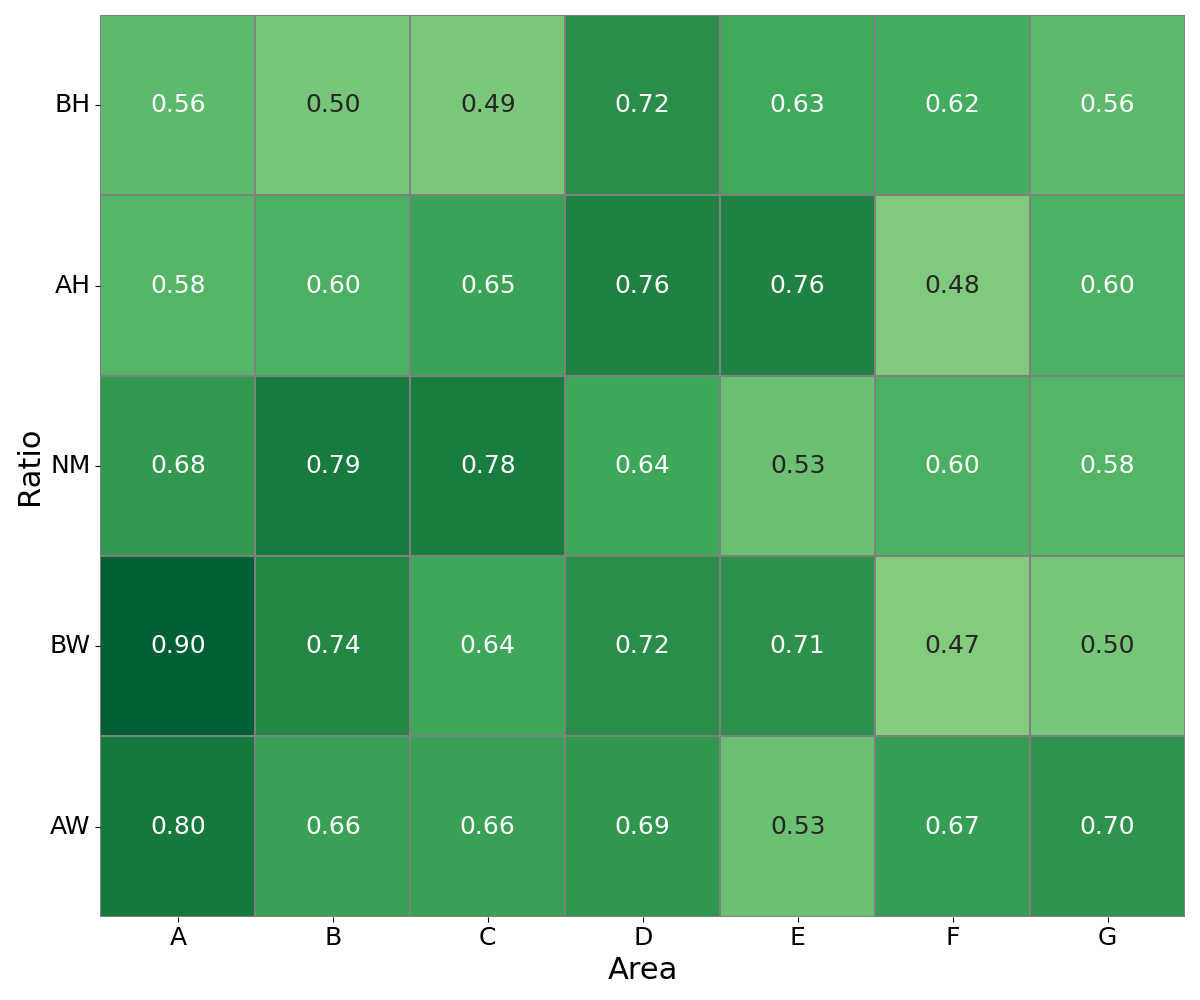 BH 0.56 0.50 0.49 0.72 0.63 0.62 0.56
AH 0.58 0.60 0.65 0.76 0.76 0.48 0.60
NM 0.68 0.79 0.78 0.64 0.53 0.60 0.58
BW 0.90 0.74 0.64 0.72 0.71 0.47 0.50
AW 0.80 0.66 0.66 0.69 0.53 0.67 0.70
A B C D E F G
Area
Ratio